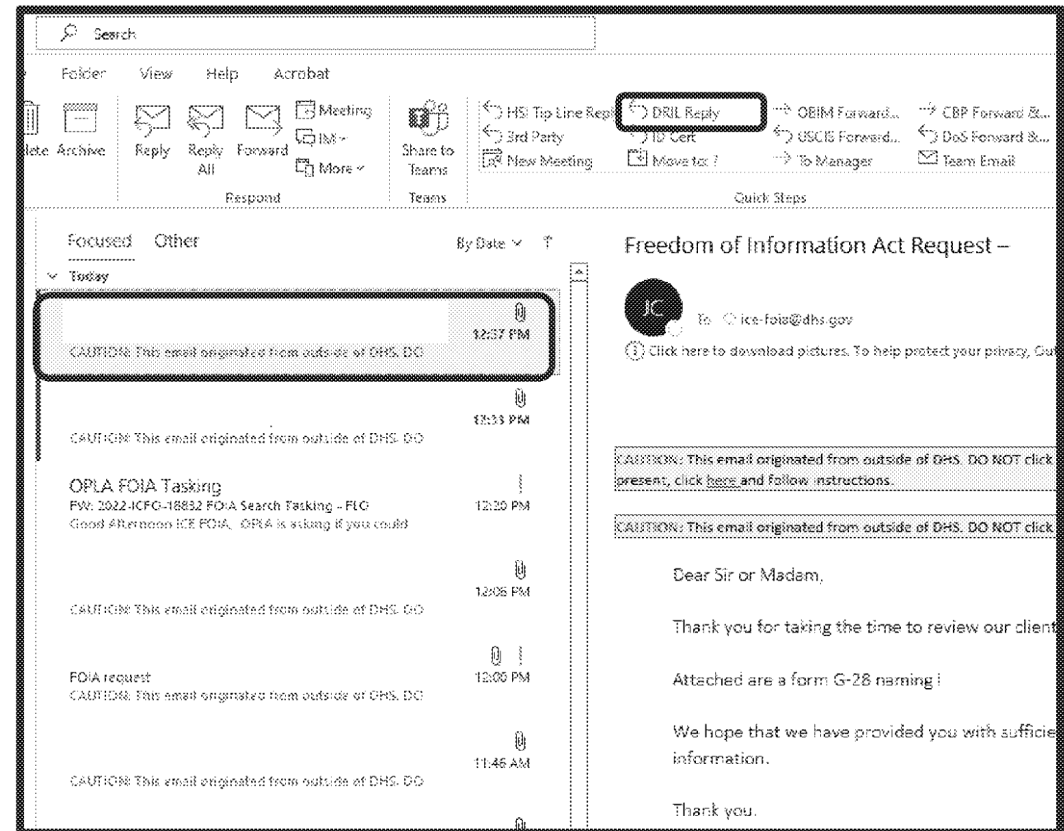 Search
Folder View Help Acrobat
lete Archive
Reply
Reply All
Forward
Meeting
IM
More
Respond
Share to Teams
Teams
HSI Tip Line Repl
DRIL Reply
OBIM Forward...
CBP Forward &...
3rd Party
ID Cert
USCIS Forward...
DoS Forward &...
New Meeting
Move to: ?
To Manager
Team Email
Quick Steps
Focused Other
By Date
Today
12:37 PM
CAUTION: This email originated from outside of DHS. DO
12:33 PM
CAUTION: This email originated from outside of DHS. DO
OPLA FOIA Tasking
FW: 2022-ICFO-18832 FOIA Search Tasking - FLO 12:20 PM
Good Afternoon ICE FOIA, OPLA is asking if you could
12:06 PM
CAUTION: This email originated from outside of DHS. DO
FOIA request 12:00 PM
CAUTION: This email originated from outside of DHS. DO
11:46 AM
CAUTION: This email originated from outside of DHS. DO
Freedom of Information Act Request –
JC
To ice-foia@dhs.gov
Click here to download pictures. To help protect your privacy, Out
CAUTION: This email originated from outside of DHS. DO NOT click
present, click here and follow instructions.
CAUTION: This email originated from outside of DHS. DO NOT click
Dear Sir or Madam,
Thank you for taking the time to review our client
Attached are a form G-28 naming
We hope that we have provided you with sufficie
information.
Thank you.